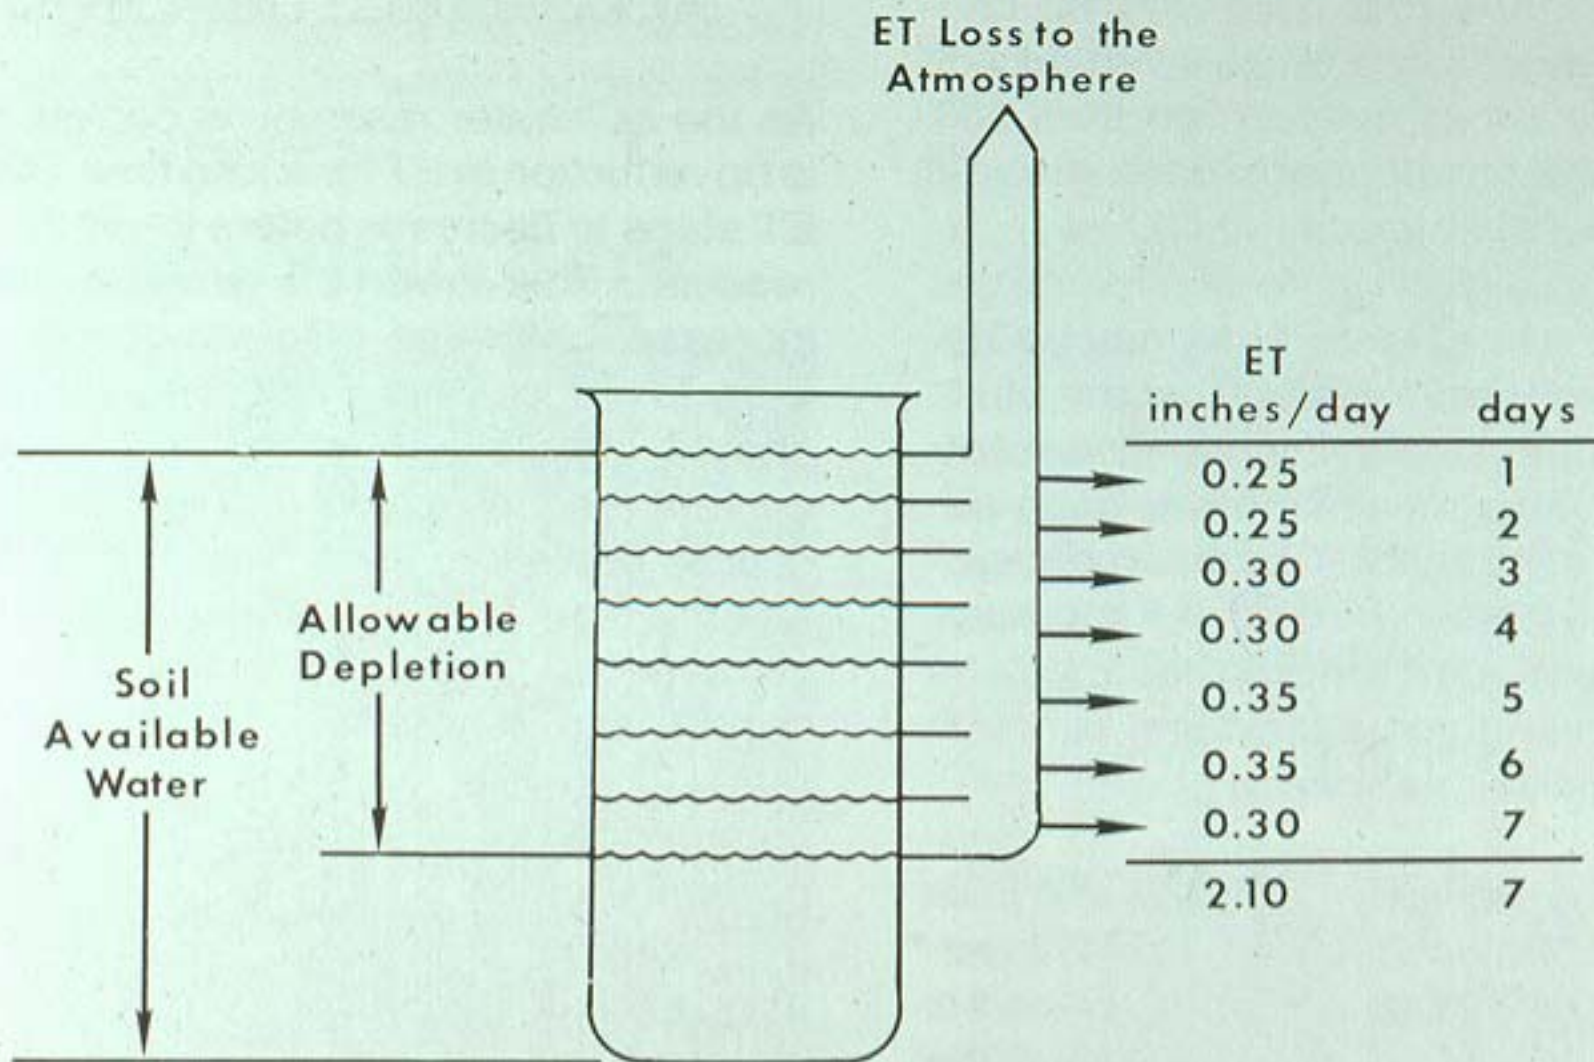 ET Loss to the
Atmosphere
ET
inches/day days
0.25 1
0.25 2
0.30 3
0.30 4
0.35 5
0.35 6
0.30 7
2.10 7
Allowable
Depletion
Soil
Available
Water